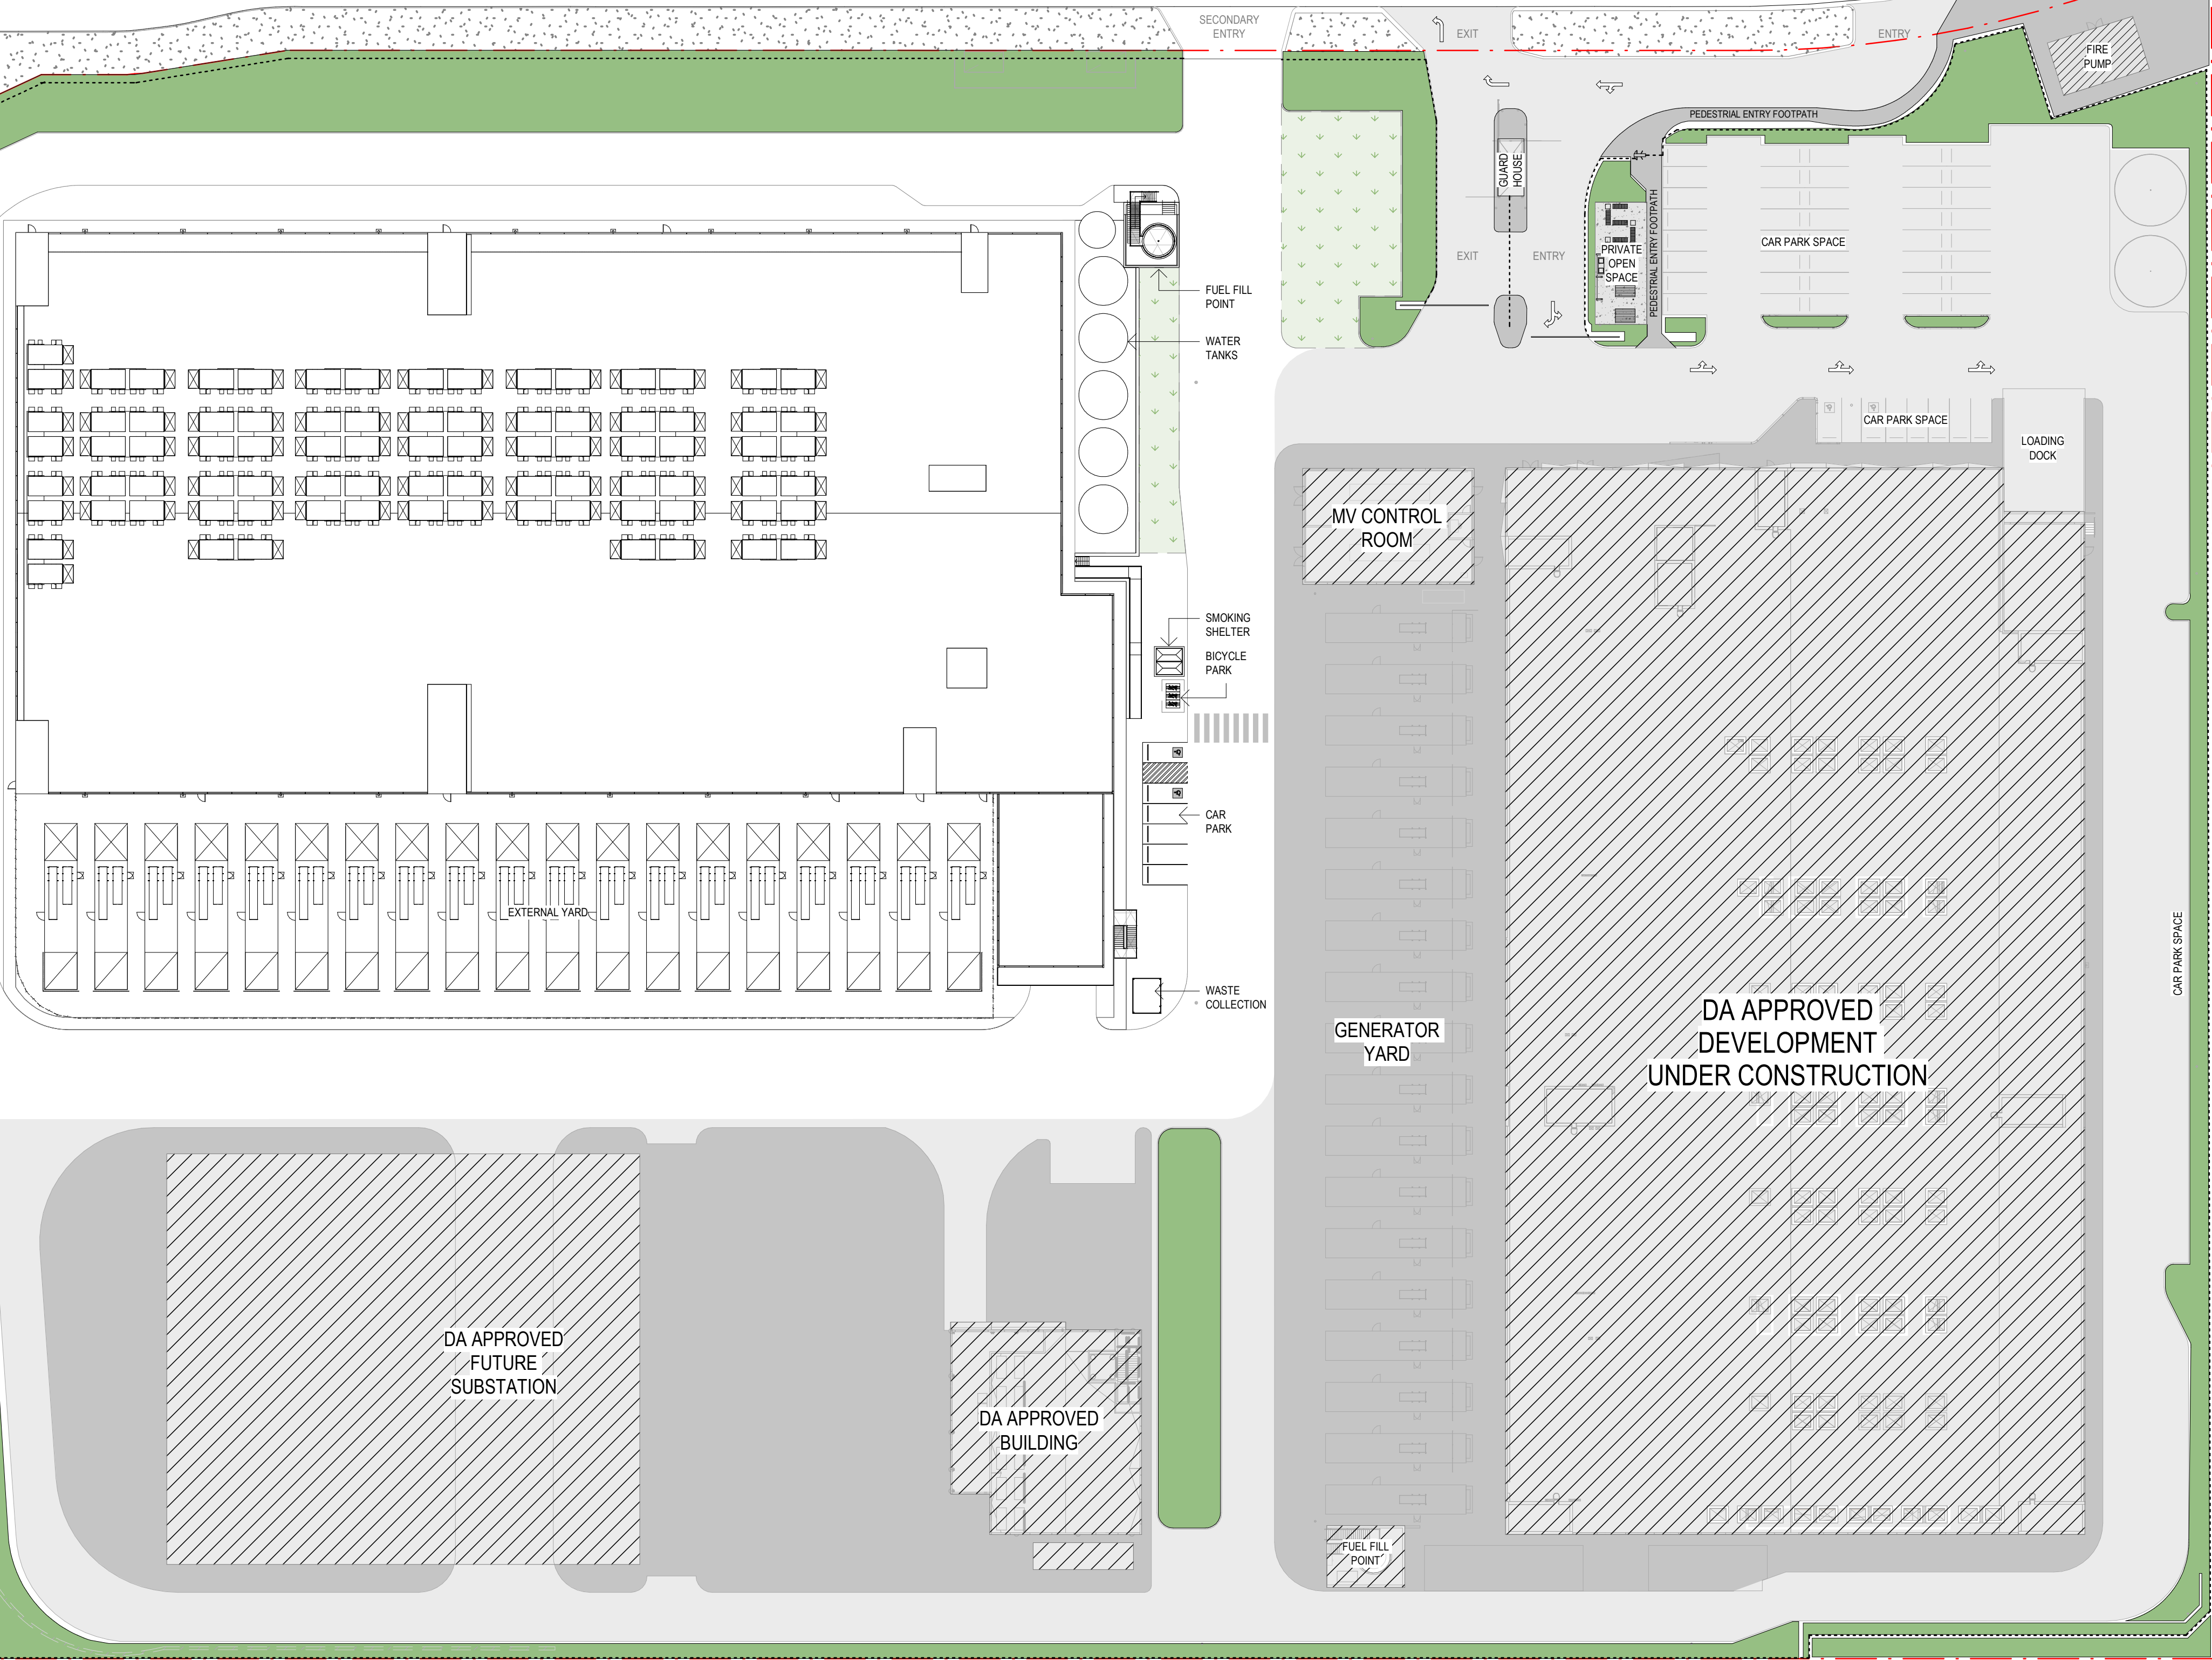 SECONDARY
ENTRY
EXIT
ENTRY
FIRE
PUMP
PEDESTRIAN ENTRY FOOTPATH
GUARD
HOUSE
PEDESTRIAL ENTRY FOOTPATH
PRIVATE
OPEN
SPACE
CAR PARK SPACE
EXIT
ENTRY
FUEL FILL
POINT
WATER
TANKS
CAR PARK SPACE
LOADING
DOCK
MV CONTROL
ROOM
SMOKING
SHELTER
BICYCLE
PARK
CAR
PARK
EXTERNAL YARD
WASTE
COLLECTION
GENERATOR
YARD
DA APPROVED
DEVELOPMENT
UNDER CONSTRUCTION
CAR PARK SPACE
DA APPROVED
FUTURE
SUBSTATION
DA APPROVED
BUILDING
FUEL FILL
POINT